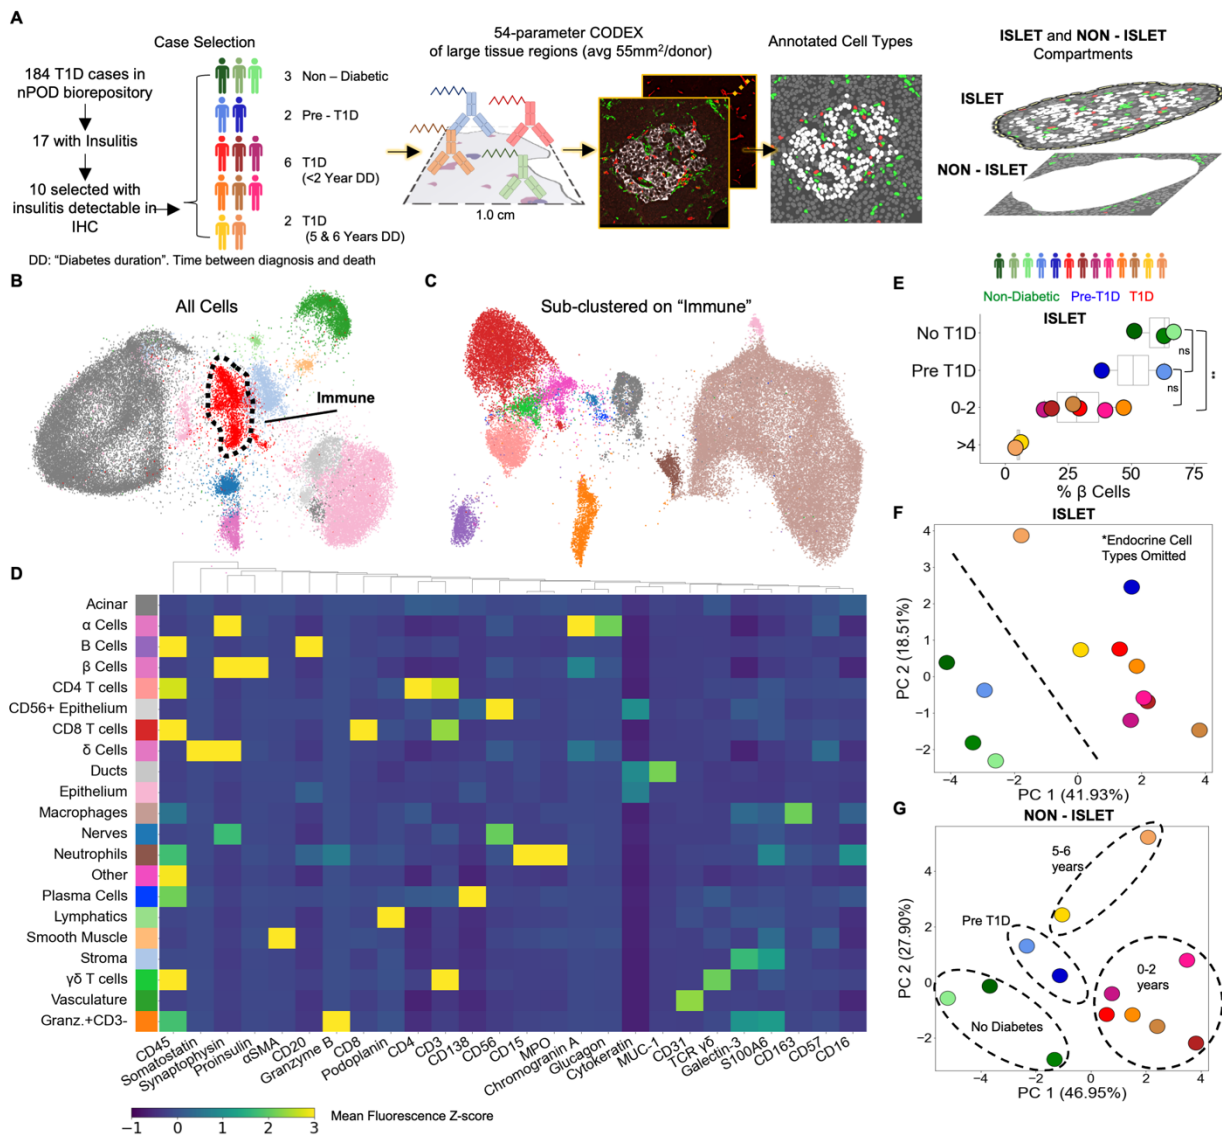 A
Case Selection
184 T1D cases in
nPOD biorepository
17 with Insulitis
10 selected with
insulitis detectable in
IHC
3 Non – Diabetic
2 Pre - T1D
6 T1D
(<2 Year DD)
2 T1D
(5 & 6 Years DD)
DD: “Diabetes duration”. Time between diagnosis and death
54-parameter CODEX
of large tissue regions (avg 55mm²/donor)
1.0 cm
Annotated Cell Types
ISLET and NON - ISLET
Compartments
ISLET
NON - ISLET
B
All Cells
Immune
C
Sub-clustered on “Immune”
E
Non-Diabetic Pre-T1D T1D
ISLET
No T1D
Pre T1D
0-2
>4
ns
ns
**
0 25 50 75
% β Cells
F
ISLET
*Endocrine Cell
Types Omitted
4
3
2
1
0
−1
−2
PC 2 (18.51%)
−4 −2 0 2 4
PC 1 (41.93%)
G
NON - ISLET
5-6
years
Pre T1D
0-2
years
No Diabetes
4
2
0
−2
PC 2 (27.90%)
−4 −2 0 2 4
PC 1 (46.95%)
D
Acinar
α Cells
B Cells
β Cells
CD4 T cells
CD56+ Epithelium
CD8 T cells
δ Cells
Ducts
Epithelium
Macrophages
Nerves
Neutrophils
Other
Plasma Cells
Lymphatics
Smooth Muscle
Stroma
γδ T cells
Vasculature
Granz.+CD3-
CD45
Somatostatin
Synaptophysin
Proinsulin
αSMA
CD20
Granzyme B
CD8
Podoplanin
CD4
CD3
CD138
CD56
CD15
MPO
Chromogranin A
Glucagon
Cytokeratin
MUC-1
CD31
TCR γδ
Galectin-3
S100A6
CD163
CD57
CD16
−1 0 1 2 3
Mean Fluorescence Z-score